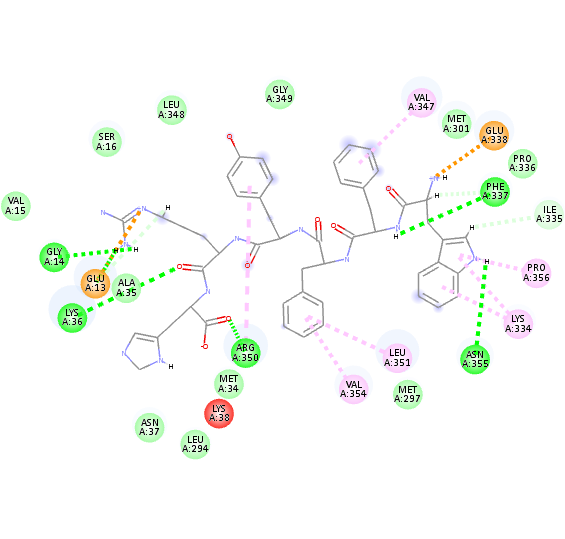 LEU
A:348
GLY
A:349
VAL
A:347
MET
A:301
GLU
A:338
SER
A:16
PRO
A:336
PHE
A:337
VAL
A:15
ILE
A:335
GLY
A:14
GLU
A:13
ALA
A:35
PRO
A:356
LYS
A:36
LYS
A:334
ARG
A:350
LEU
A:351
ASN
A:355
MET
A:34
VAL
A:354
MET
A:297
LYS
A:38
ASN
A:37
LEU
A:294
O
N
H
H
N
H
O
H
N
H
H
N
N
H
N
O
O
N
O
N
O
N
H
O
N
H
N
H
O
O
N
N
H